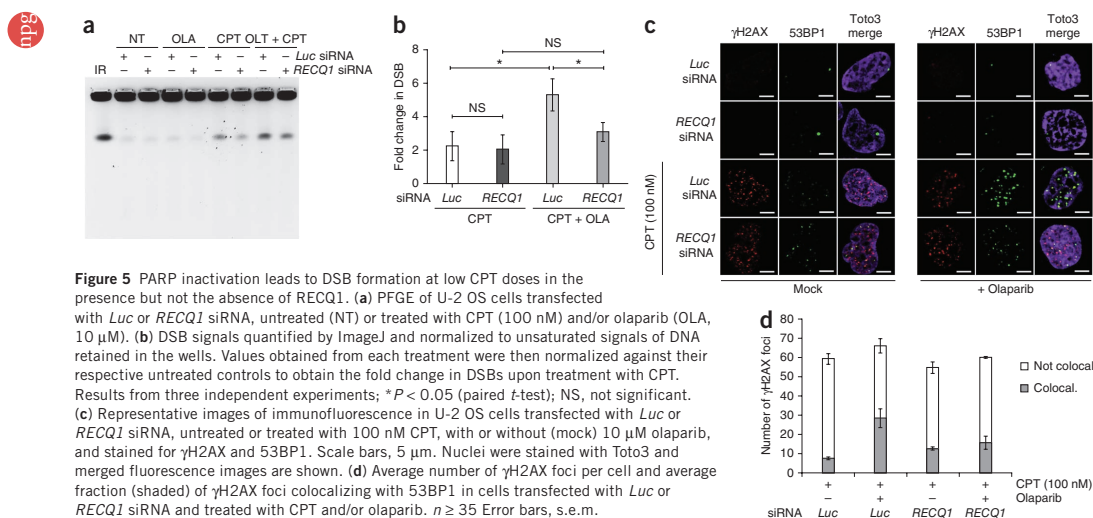 npg
a
NT OLA CPT OLT + CPT
+ – + – + – + – Luc siRNA
IR – + – + – + – + RECQ1 siRNA
b
Fold change in DSB
8
6
4
2
0
NS
*
*
NS
siRNA Luc RECQ1 Luc RECQ1
CPT CPT + OLA
c
γH2AX 53BP1 Toto3 merge
γH2AX 53BP1 Toto3 merge
Luc siRNA
RECQ1 siRNA
CPT (100 nM)
Luc siRNA
RECQ1 siRNA
Mock + Olaparib
Figure 5 PARP inactivation leads to DSB formation at low CPT doses in the
presence but not the absence of RECQ1. (a) PFGE of U-2 OS cells transfected
with Luc or RECQ1 siRNA, untreated (NT) or treated with CPT (100 nM) and/or olaparib (OLA,
10 μM). (b) DSB signals quantified by ImageJ and normalized to unsaturated signals of DNA
retained in the wells. Values obtained from each treatment were then normalized against their
respective untreated controls to obtain the fold change in DSBs upon treatment with CPT.
Results from three independent experiments; *P < 0.05 (paired t-test); NS, not significant.
(c) Representative images of immunofluorescence in U-2 OS cells transfected with Luc or
RECQ1 siRNA, untreated or treated with 100 nM CPT, with or without (mock) 10 μM olaparib,
and stained for γH2AX and 53BP1. Scale bars, 5 μm. Nuclei were stained with Toto3 and
merged fluorescence images are shown. (d) Average number of γH2AX foci per cell and average
fraction (shaded) of γH2AX foci colocalizing with 53BP1 in cells transfected with Luc or
RECQ1 siRNA and treated with CPT and/or olaparib. n ≥ 35 Error bars, s.e.m.
d
Number of γH2AX foci
80
70
60
50
40
30
20
10
0
Not colocal.
Colocal.
+ + + + CPT (100 nM)
– + – + Olaparib
siRNA Luc Luc RECQ1 RECQ1